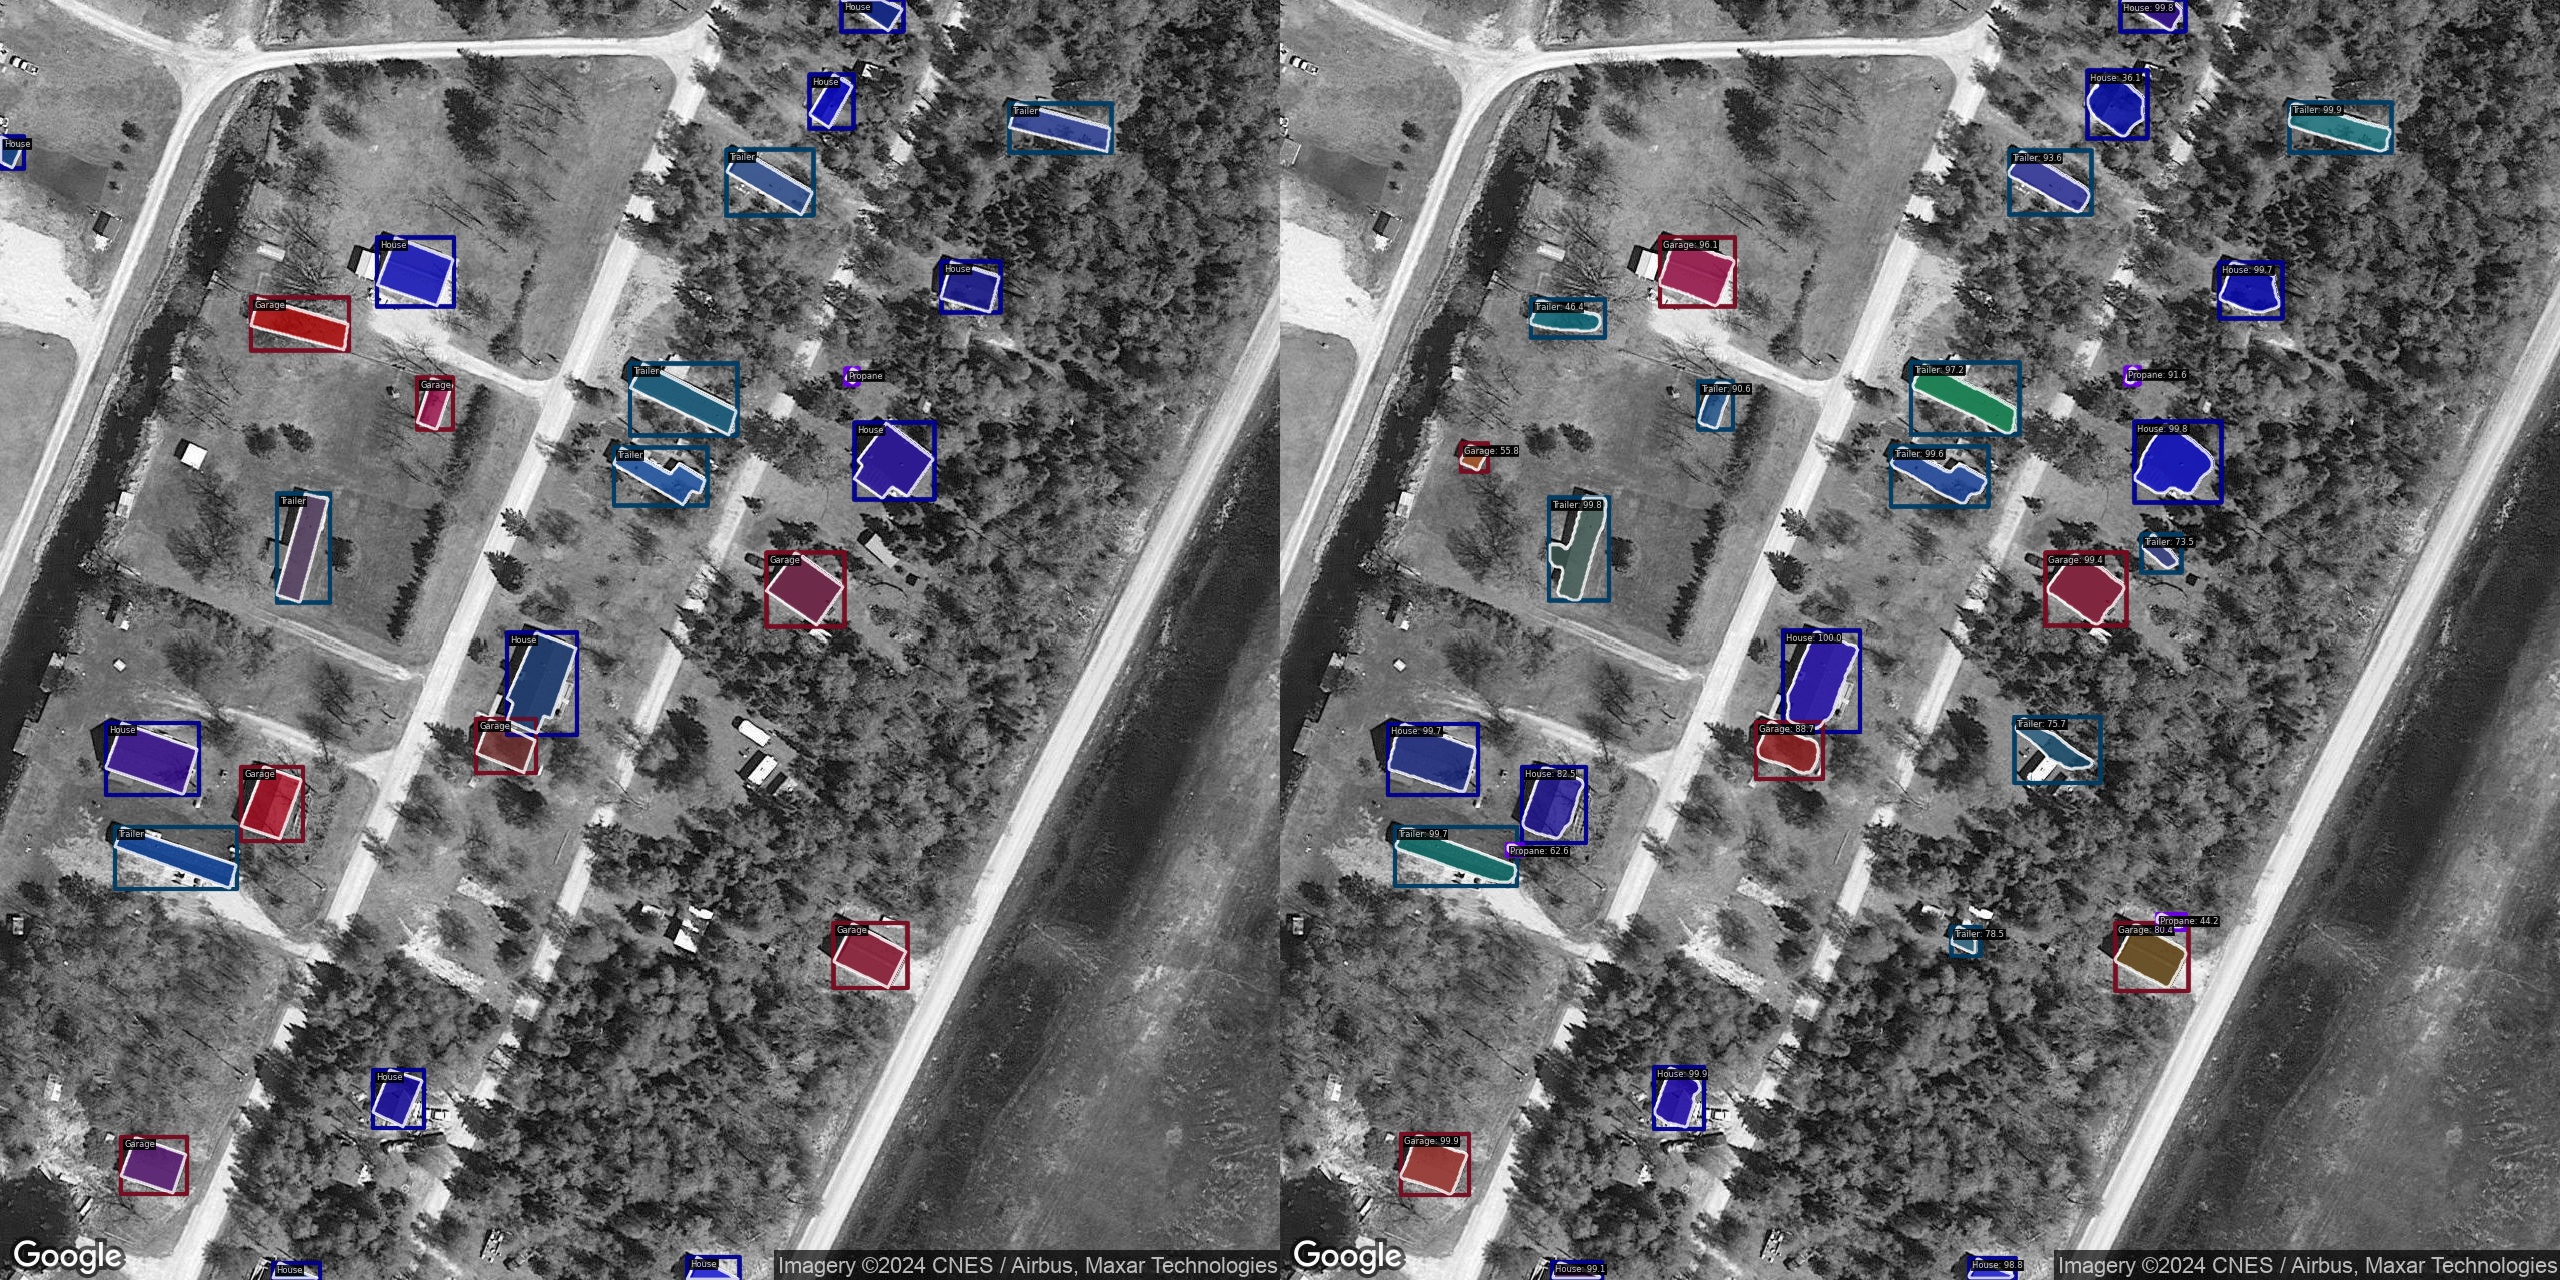 House
House
Trailer
House
Trailer
House
House
Garage
Trailer
Propane
Garage
House
Trailer
Trailer
Garage
House
House
Garage
Garage
Trailer
Garage
House
Garage
House
House
Google
Imagery ©2024 CNES / Airbus, Maxar Technologies
House: 99.8
House: 36.1
Trailer: 99.9
Trailer: 93.6
Garage: 96.1
House: 99.7
Trailer: 46.4
Trailer: 97.2
Propane: 91.6
Trailer: 90.6
House: 99.8
Garage: 55.8
Trailer: 99.6
Trailer: 99.8
Trailer: 73.5
Garage: 99.4
House: 100.0
Trailer: 75.7
Garage: 88.7
House: 99.7
House: 82.5
Trailer: 99.7
Propane: 62.6
Propane: 44.2
Garage: 80.4
Trailer: 78.5
House: 99.9
Garage: 99.9
House: 99.1
House: 98.8
Google
Imagery ©2024 CNES / Airbus, Maxar Technologies